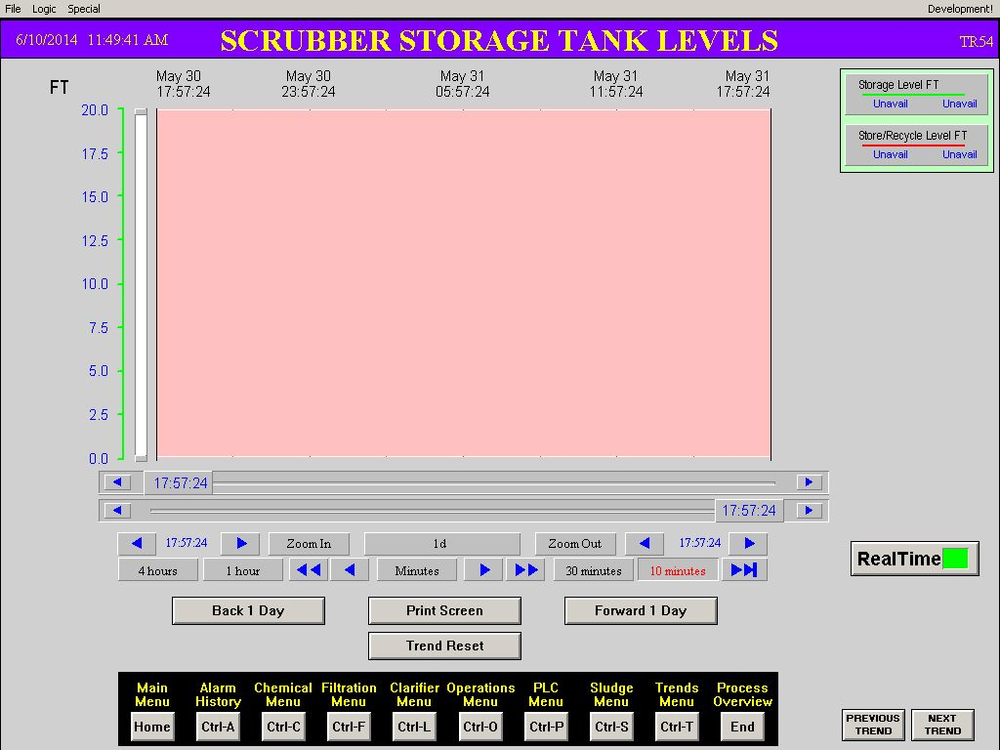 File Logic Special Development!
6/10/2014 11:49:41 AM SCRUBBER STORAGE TANK LEVELS TR54
FT
May 30 May 30 May 31 May 31 May 31
17:57:24 23:57:24 05:57:24 11:57:24 17:57:24
20.0
17.5
15.0
12.5
10.0
7.5
5.0
2.5
0.0
Storage Level FT
Unavail Unavail
Store/Recycle Level FT
Unavail Unavail
17:57:24
17:57:24
17:57:24 Zoom In 1d Zoom Out 17:57:24
4 hours 1 hour Minutes 30 minutes 10 minutes
RealTime
Back 1 Day Print Screen Forward 1 Day
Trend Reset
Main Alarm Chemical Filtration Clarifier Operations PLC Sludge Trends Process
Menu History Menu Menu Menu Menu Menu Menu Menu Overview
Home Ctrl-A Ctrl-C Ctrl-F Ctrl-L Ctrl-O Ctrl-P Ctrl-S Ctrl-T End
PREVIOUS NEXT
TREND TREND